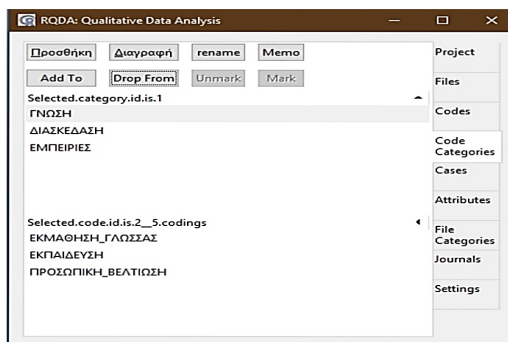 RQDA: Qualitative Data Analysis
Προσθήκη Διαγραφή rename Memo
Add To Drop From Unmark Mark
Selected.category.id.is.1
ΓΝΩΣΗ
ΔΙΑΣΚΕΔΑΣΗ
ΕΜΠΕΙΡΙΕΣ
Selected.code.id.is.2__5.codings
ΕΚΜΑΘΗΣΗ_ΓΛΩΣΣΑΣ
ΕΚΠΑΙΔΕΥΣΗ
ΠΡΟΣΩΠΙΚΗ_ΒΕΛΤΙΩΣΗ
Project
Files
Codes
Code
Categories
Cases
Attributes
File
Categories
Journals
Settings